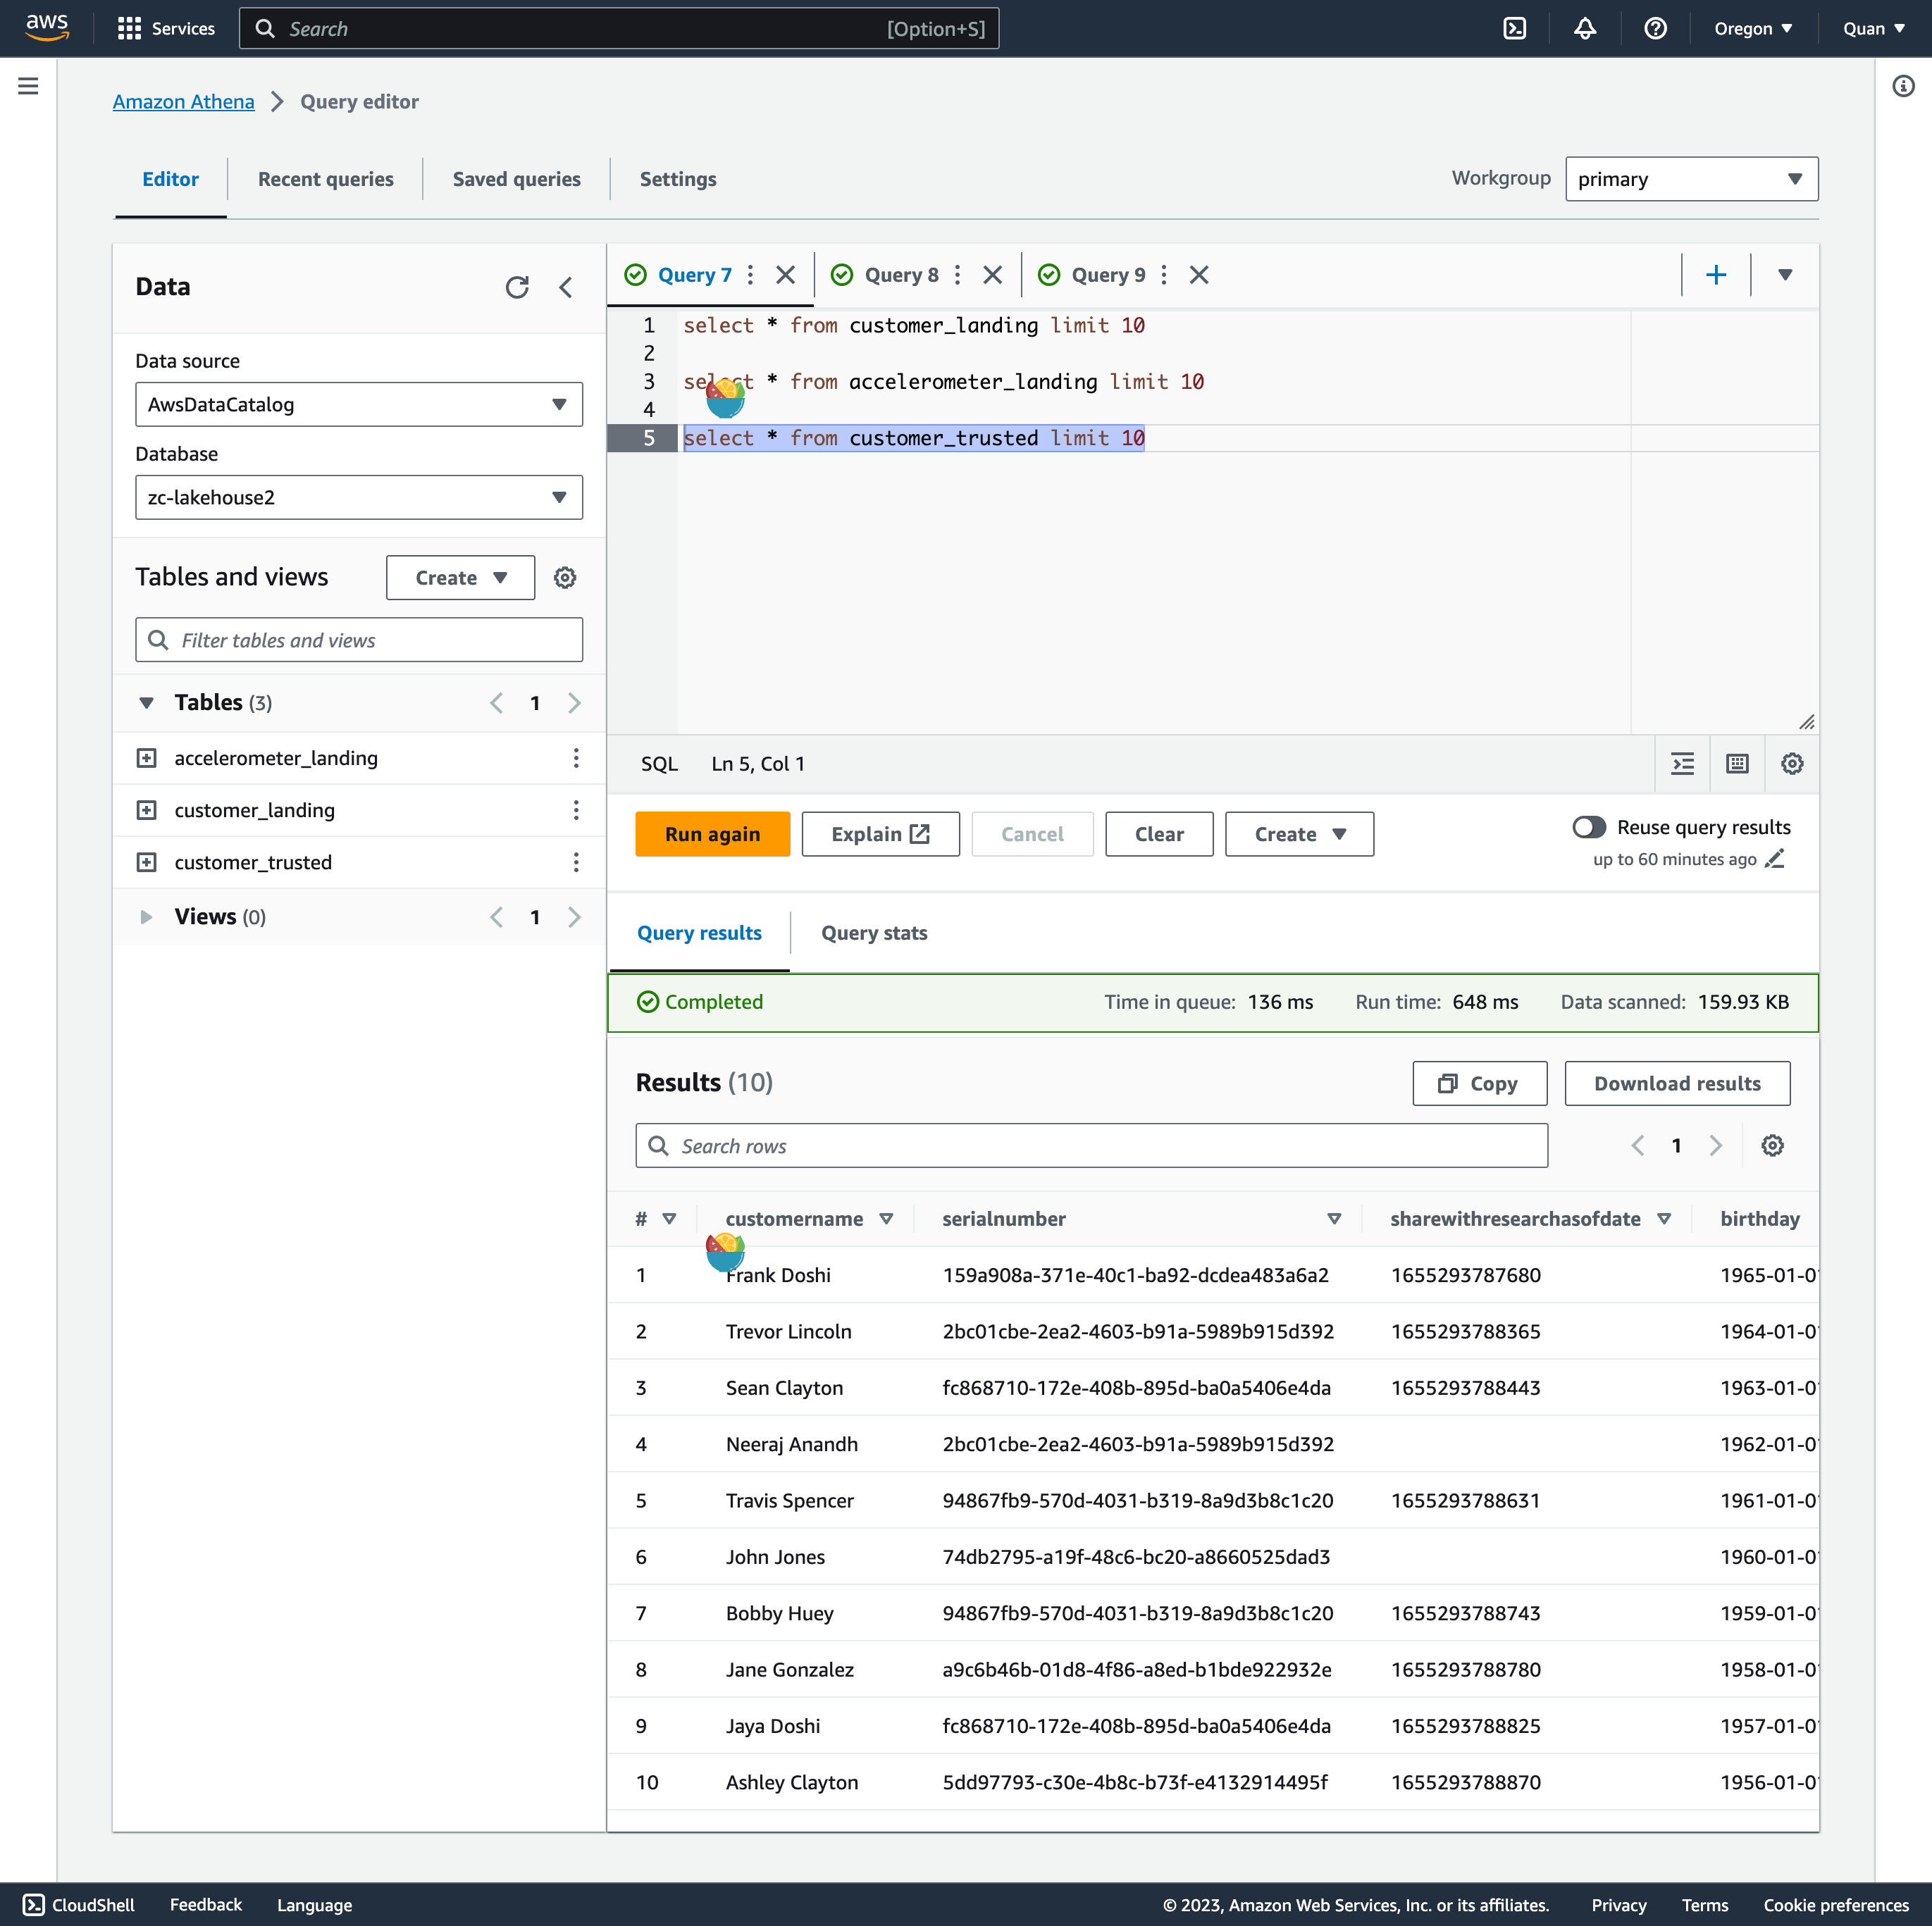 aws Services Search [Option+S] Oregon Quan
Amazon Athena Query editor
Editor Recent queries Saved queries Settings Workgroup primary
Data
Data source
AwsDataCatalog
Database
zc-lakehouse2
Tables and views Create
Filter tables and views
Tables (3) 1
accelerometer_landing
customer_landing
customer_trusted
Views (0) 1
Query 7 Query 8 Query 9
1 select * from customer_landing limit 10
2
3 select * from accelerometer_landing limit 10
4
5 select * from customer_trusted limit 10
SQL Ln 5, Col 1
Run again Explain Cancel Clear Create Reuse query results
up to 60 minutes ago
Query results Query stats
Completed Time in queue: 136 ms Run time: 648 ms Data scanned: 159.93 KB
Results (10) Copy Download results
Search rows 1
# customername serialnumber sharewithresearchasofdate birthday
1 Frank Doshi 159a908a-371e-40c1-ba92-dcdea483a6a2 1655293787680 1965-01-01
2 Trevor Lincoln 2bc01cbe-2ea2-4603-b91a-5989b915d392 1655293788365 1964-01-01
3 Sean Clayton fc868710-172e-408b-895d-ba0a5406e4da 1655293788443 1963-01-01
4 Neeraj Anandh 2bc01cbe-2ea2-4603-b91a-5989b915d392 1962-01-01
5 Travis Spencer 94867fb9-570d-4031-b319-8a9d3b8c1c20 1655293788631 1961-01-01
6 John Jones 74db2795-a19f-48c6-bc20-a8660525dad3 1960-01-01
7 Bobby Huey 94867fb9-570d-4031-b319-8a9d3b8c1c20 1655293788743 1959-01-01
8 Jane Gonzalez a9c6b46b-01d8-4f86-a8ed-b1bde922932e 1655293788780 1958-01-01
9 Jaya Doshi fc868710-172e-408b-895d-ba0a5406e4da 1655293788825 1957-01-01
10 Ashley Clayton 5dd97793-c30e-4b8c-b73f-e4132914495f 1655293788870 1956-01-01
CloudShell Feedback Language © 2023, Amazon Web Services, Inc. or its affiliates. Privacy Terms Cookie preferences